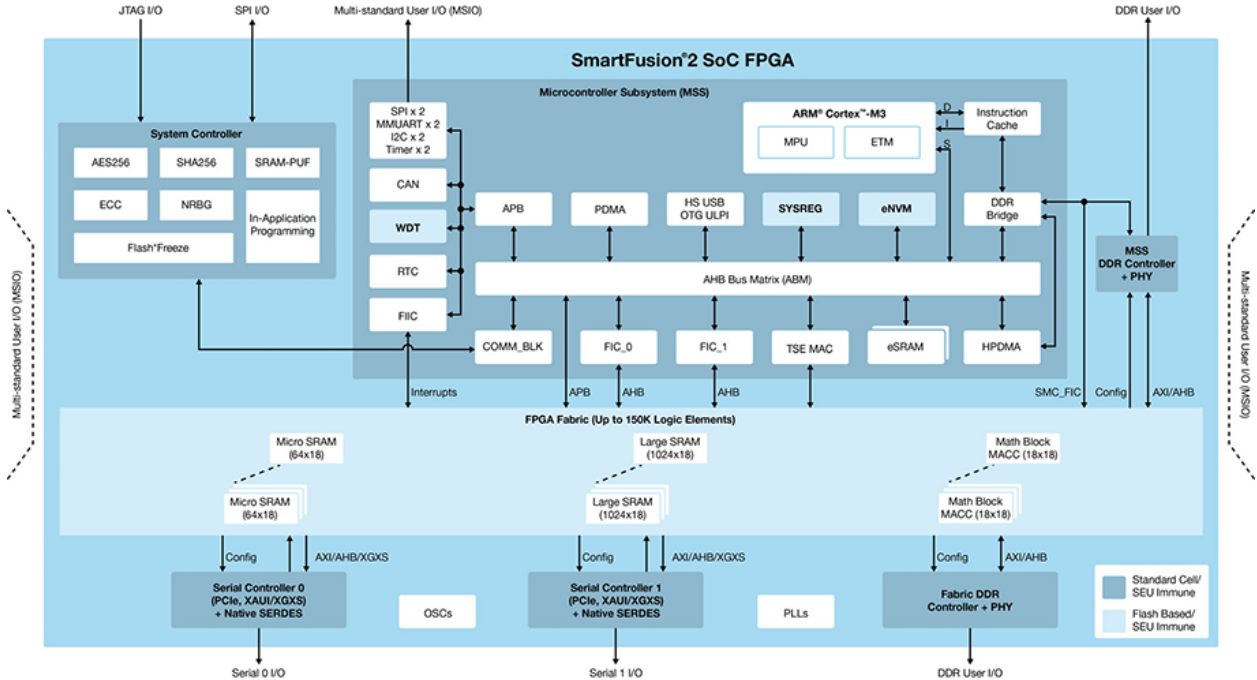 JTAG I/O
SPI I/O
Multi-standard User I/O (MSIO)
DDR User I/O
SmartFusion®2 SoC FPGA
Microcontroller Subsystem (MSS)
System Controller
AES256
SHA256
SRAM-PUF
ECC
NRBG
In-Application
Programming
Flash*Freeze
SPI x 2
MMUART x 2
I2C x 2
Timer x 2
CAN
WDT
RTC
FIIC
ARM® Cortex™-M3
MPU
ETM
D
I
S
Instruction
Cache
APB
PDMA
HS USB
OTG ULPI
SYSREG
eNVM
DDR
Bridge
MSS
DDR Controller
+ PHY
AHB Bus Matrix (ABM)
COMM_BLK
FIC_0
FIC_1
TSE MAC
eSRAM
HPDMA
Multi-standard User I/O (MSIO)
Multi-standard User I/O (MSIO)
Interrupts
APB
AHB
AHB
SMC_FIC
Config
AXI/AHB
FPGA Fabric (Up to 150K Logic Elements)
Micro SRAM
(64x18)
Large SRAM
(1024x18)
Math Block
MACC (18x18)
Micro SRAM
(64x18)
Large SRAM
(1024x18)
Math Block
MACC (18x18)
Config
AXI/AHB/XGXS
Config
AXI/AHB/XGXS
Config
AXI/AHB
Serial Controller 0
(PCIe, XAUI/XGXS)
+ Native SERDES
OSCs
Serial Controller 1
(PCIe, XAUI/XGXS)
+ Native SERDES
PLLs
Fabric DDR
Controller + PHY
Standard Cell/
SEU Immune
Flash Based/
SEU Immune
Serial 0 I/O
Serial 1 I/O
DDR User I/O